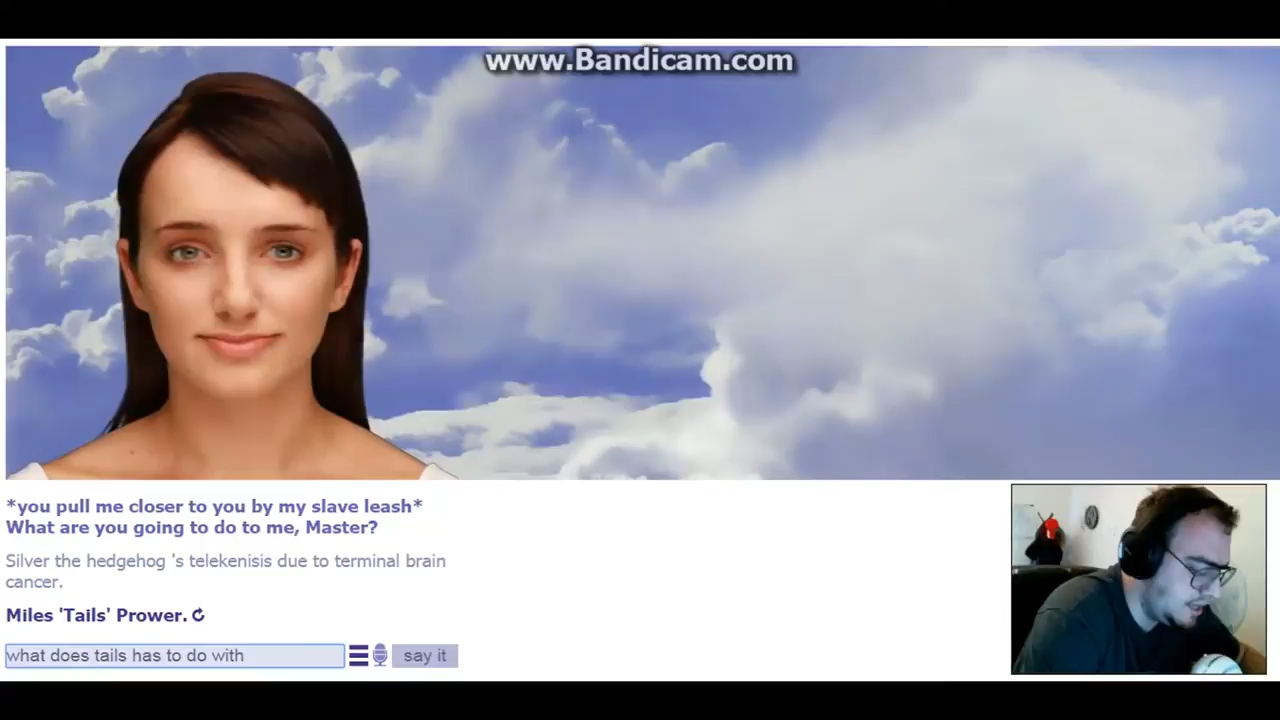 www.Bandicam.com
*you pull me closer to you by my slave leash*
What are you going to do to me, Master?
Silver the hedgehog 's telekenisis due to terminal brain
cancer.
Miles 'Tails' Prower.
what does tails has to do with
say it